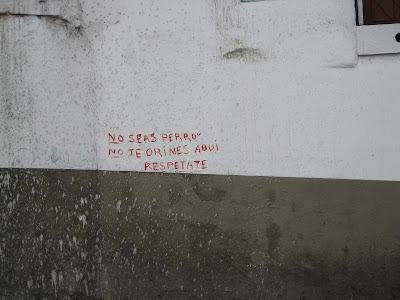 NO SEAS PERRO
NO TE ORINES AQUI
RESPETATE